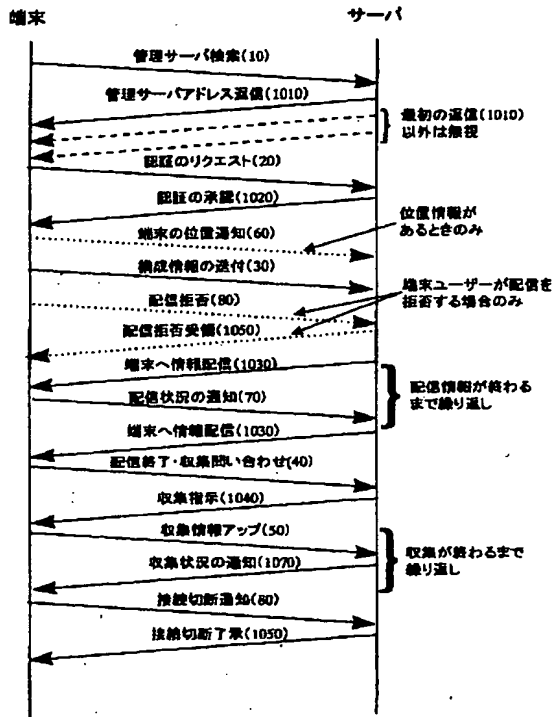 端末
サーバ
管理サーバ検索(10)
管理サーバアドレス返信(1010)
最初の返信(1010)
以外は無視
認証のリクエスト(20)
認証の承認(1020)
位置情報が
あるときのみ
端末の位置通知(60)
構成情報の送付(30)
端末ユーザーが配信を
拒否する場合のみ
配信拒否(80)
配信拒否受領(1050)
端末へ情報配信(1030)
配信状況の通知(70)
配信情報が終わる
まで繰り返し
端末へ情報配信(1030)
配信終了・収集問い合わせ(40)
収集指示(1040)
収集情報アップ(50)
収集状況の通知(1070)
収集が終わるまで
繰り返し
接続切断通知(80)
接続切断了承(1050)